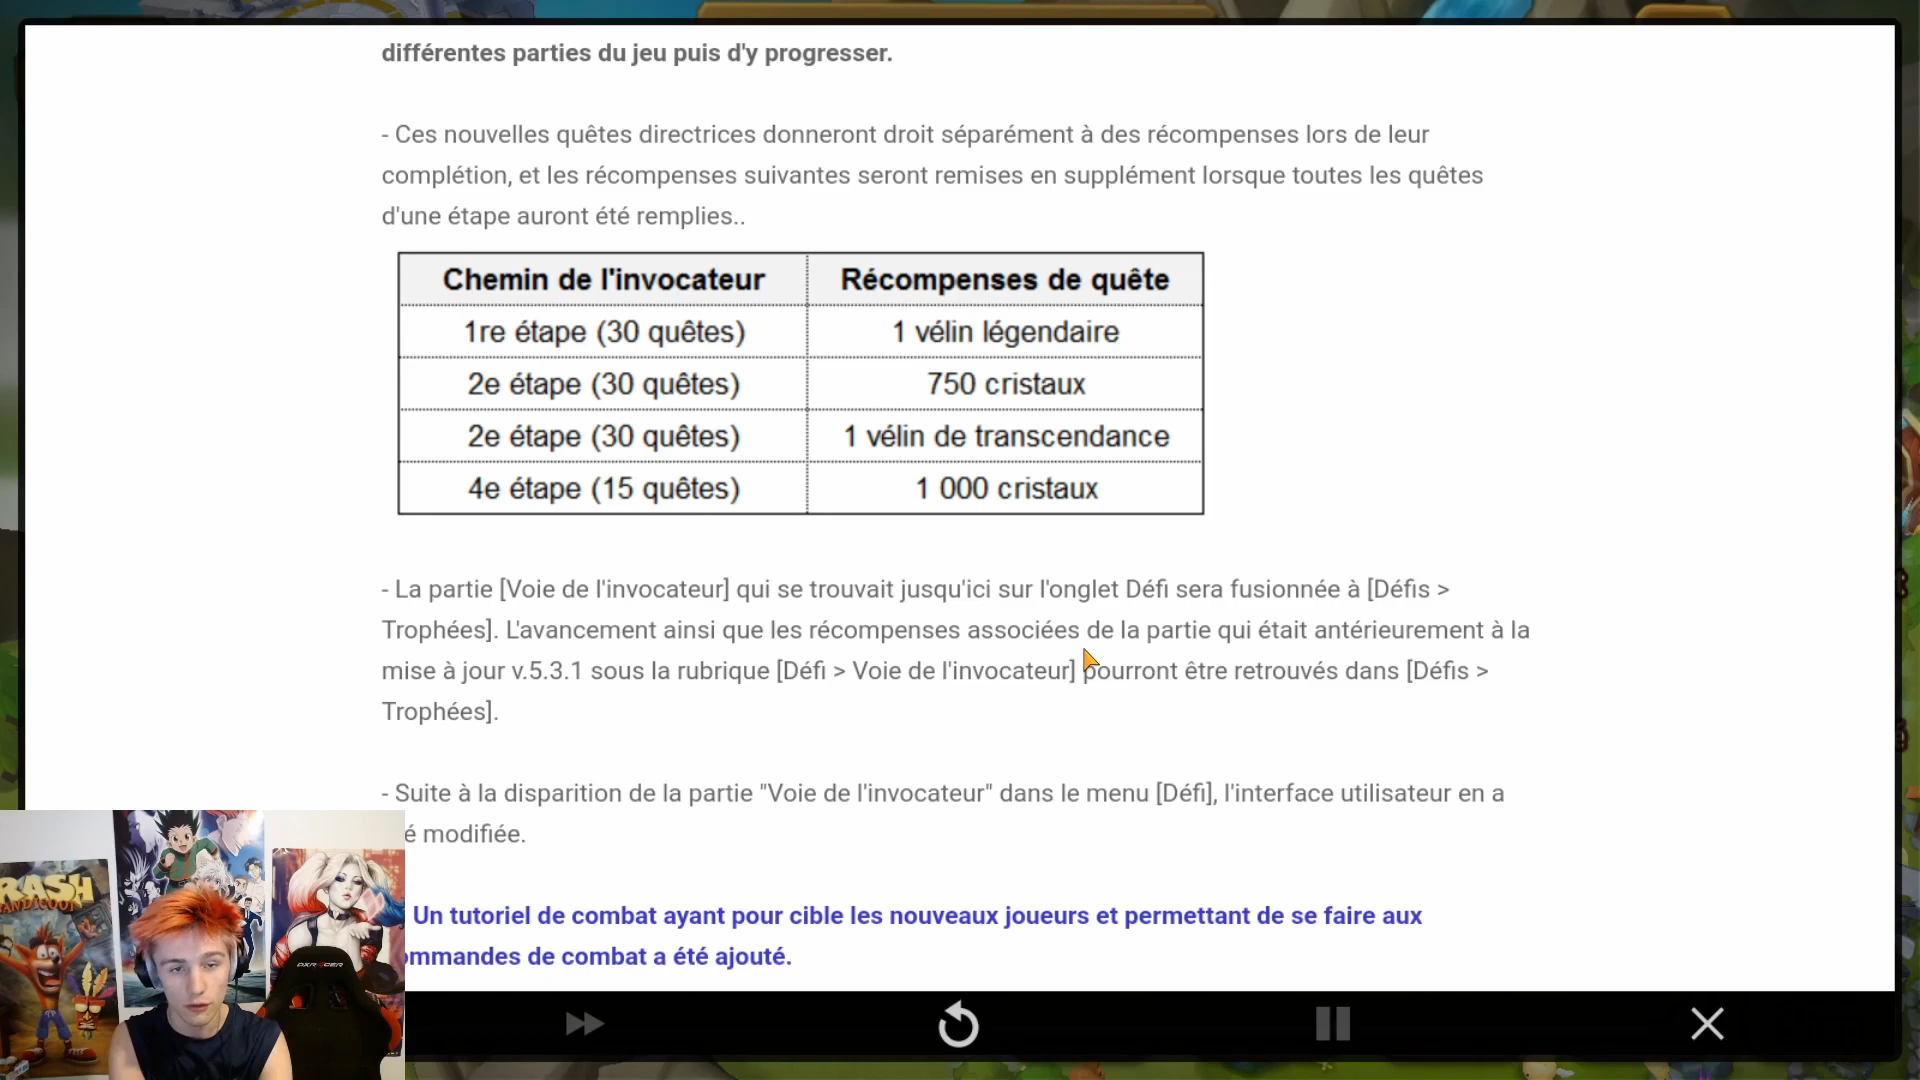 différentes parties du jeu puis d'y progresser.
- Ces nouvelles quêtes directrices donneront droit séparément à des récompenses lors de leur
complétion, et les récompenses suivantes seront remises en supplément lorsque toutes les quêtes
d'une étape auront été remplies..
Chemin de l'invocateur Récompenses de quête
1re étape (30 quêtes) 1 vélin légendaire
2e étape (30 quêtes) 750 cristaux
2e étape (30 quêtes) 1 vélin de transcendance
4e étape (15 quêtes) 1 000 cristaux
- La partie [Voie de l'invocateur] qui se trouvait jusqu'ici sur l'onglet Défi sera fusionnée à [Défis >
Trophées]. L'avancement ainsi que les récompenses associées de la partie qui était antérieurement à la
mise à jour v.5.3.1 sous la rubrique [Défi > Voie de l'invocateur] pourront être retrouvés dans [Défis >
Trophées].
- Suite à la disparition de la partie "Voie de l'invocateur" dans le menu [Défi], l'interface utilisateur en a
é modifiée.
Un tutoriel de combat ayant pour cible les nouveaux joueurs et permettant de se faire aux
ommandes de combat a été ajouté.
RASH
DXRACER